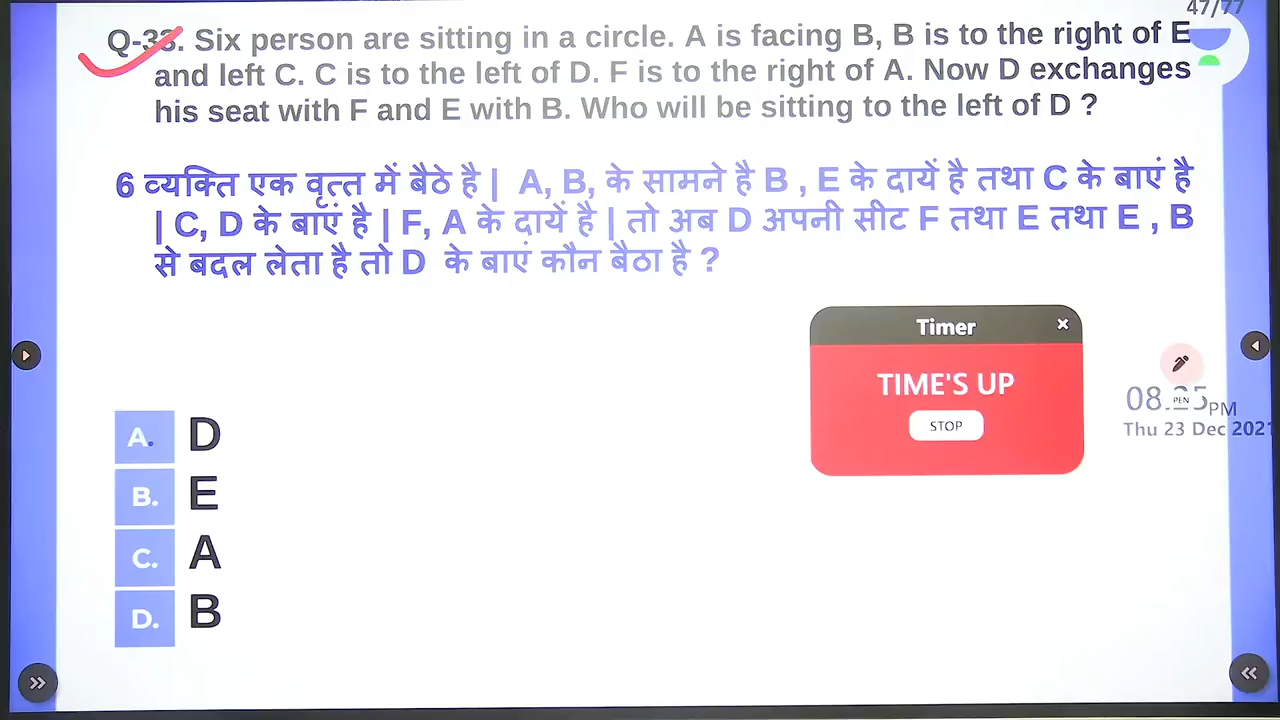 47/77
Q-33. Six person are sitting in a circle. A is facing B, B is to the right of E
and left C. C is to the left of D. F is to the right of A. Now D exchanges
his seat with F and E with B. Who will be sitting to the left of D ?
6 व्यक्ति एक वृत्त में बैठे है | A, B, के सामने है B , E के दायें है तथा C के बाएं है
| C, D के बाएं है | F, A के दायें है | तो अब D अपनी सीट F तथा E तथा E , B
से बदल लेता है तो D के बाएं कौन बैठा है ?
Timer
TIME'S UP
STOP
PEN
PM
Thu 23 Dec 2021
A. D
B. E
C. A
D. B